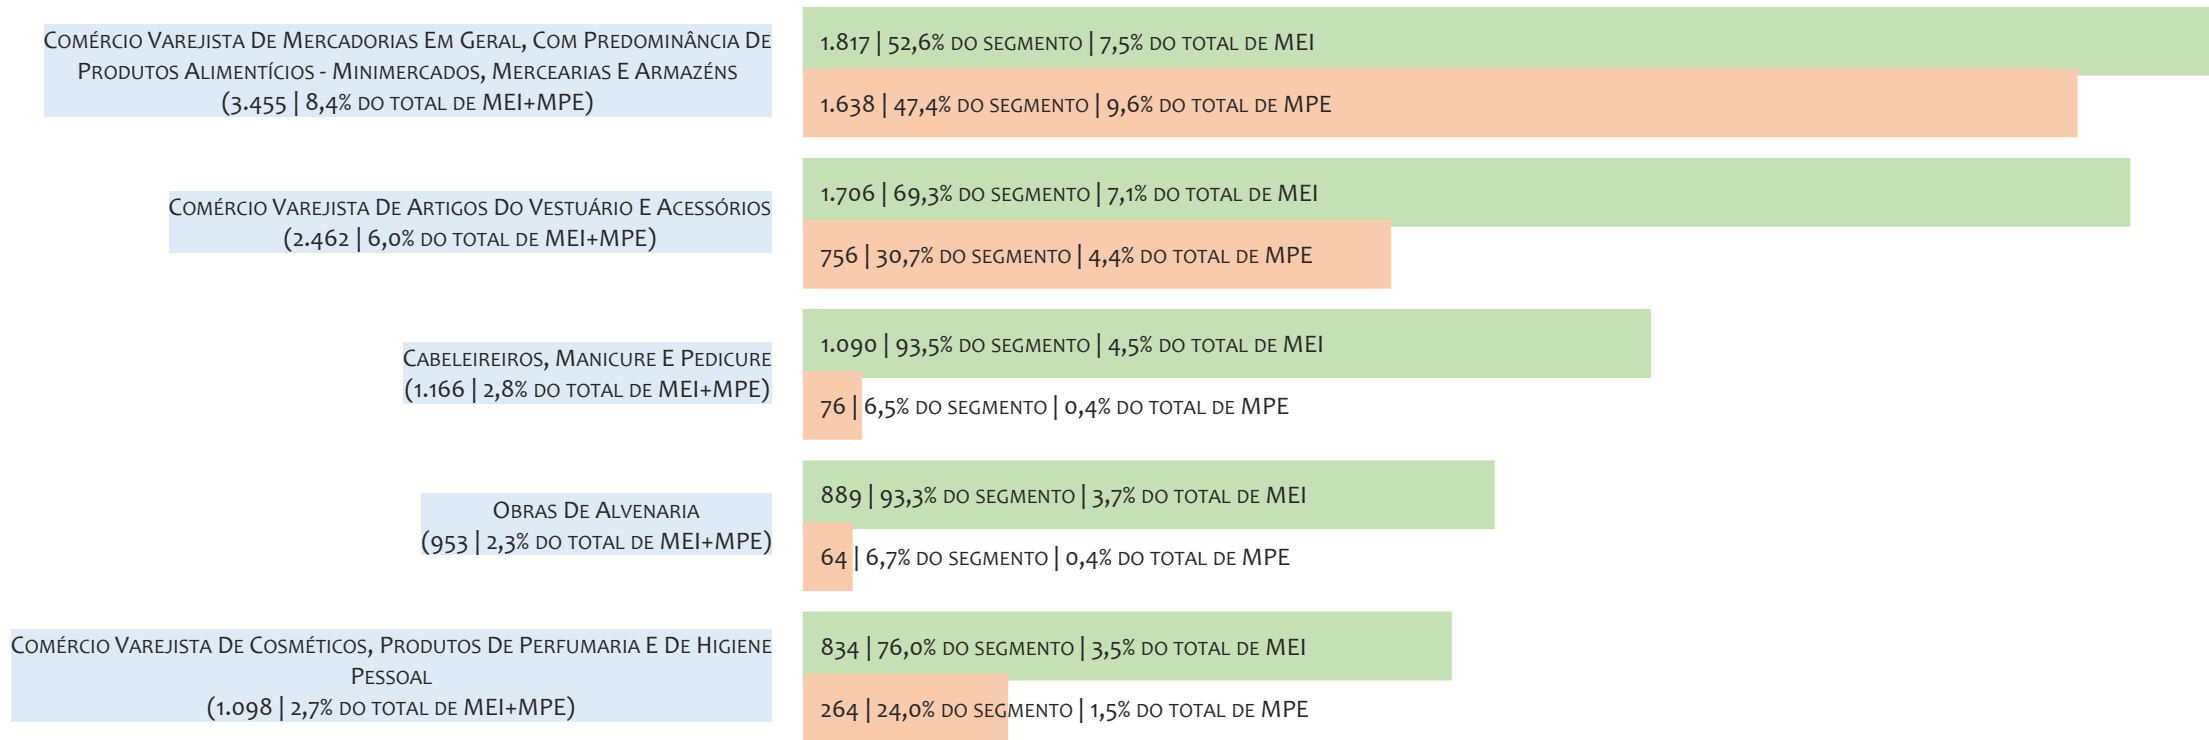 Comércio Varejista De Mercadorias Em Geral, Com Predominância De
Produtos Alimentícios - Minimercados, Mercearias E Armazéns
(3.455 | 8,4% do total de MEI+MPE)
1.817 | 52,6% do segmento | 7,5% do total de MEI
1.638 | 47,4% do segmento | 9,6% do total de MPE
Comércio Varejista De Artigos Do Vestuário E Acessórios
(2.462 | 6,0% do total de MEI+MPE)
1.706 | 69,3% do segmento | 7,1% do total de MEI
756 | 30,7% do segmento | 4,4% do total de MPE
Cabeleireiros, Manicure E Pedicure
(1.166 | 2,8% do total de MEI+MPE)
1.090 | 93,5% do segmento | 4,5% do total de MEI
76 | 6,5% do segmento | 0,4% do total de MPE
Obras De Alvenaria
(953 | 2,3% do total de MEI+MPE)
889 | 93,3% do segmento | 3,7% do total de MEI
64 | 6,7% do segmento | 0,4% do total de MPE
Comércio Varejista De Cosméticos, Produtos De Perfumaria E De Higiene
Pessoal
(1.098 | 2,7% do total de MEI+MPE)
834 | 76,0% do segmento | 3,5% do total de MEI
264 | 24,0% do segmento | 1,5% do total de MPE